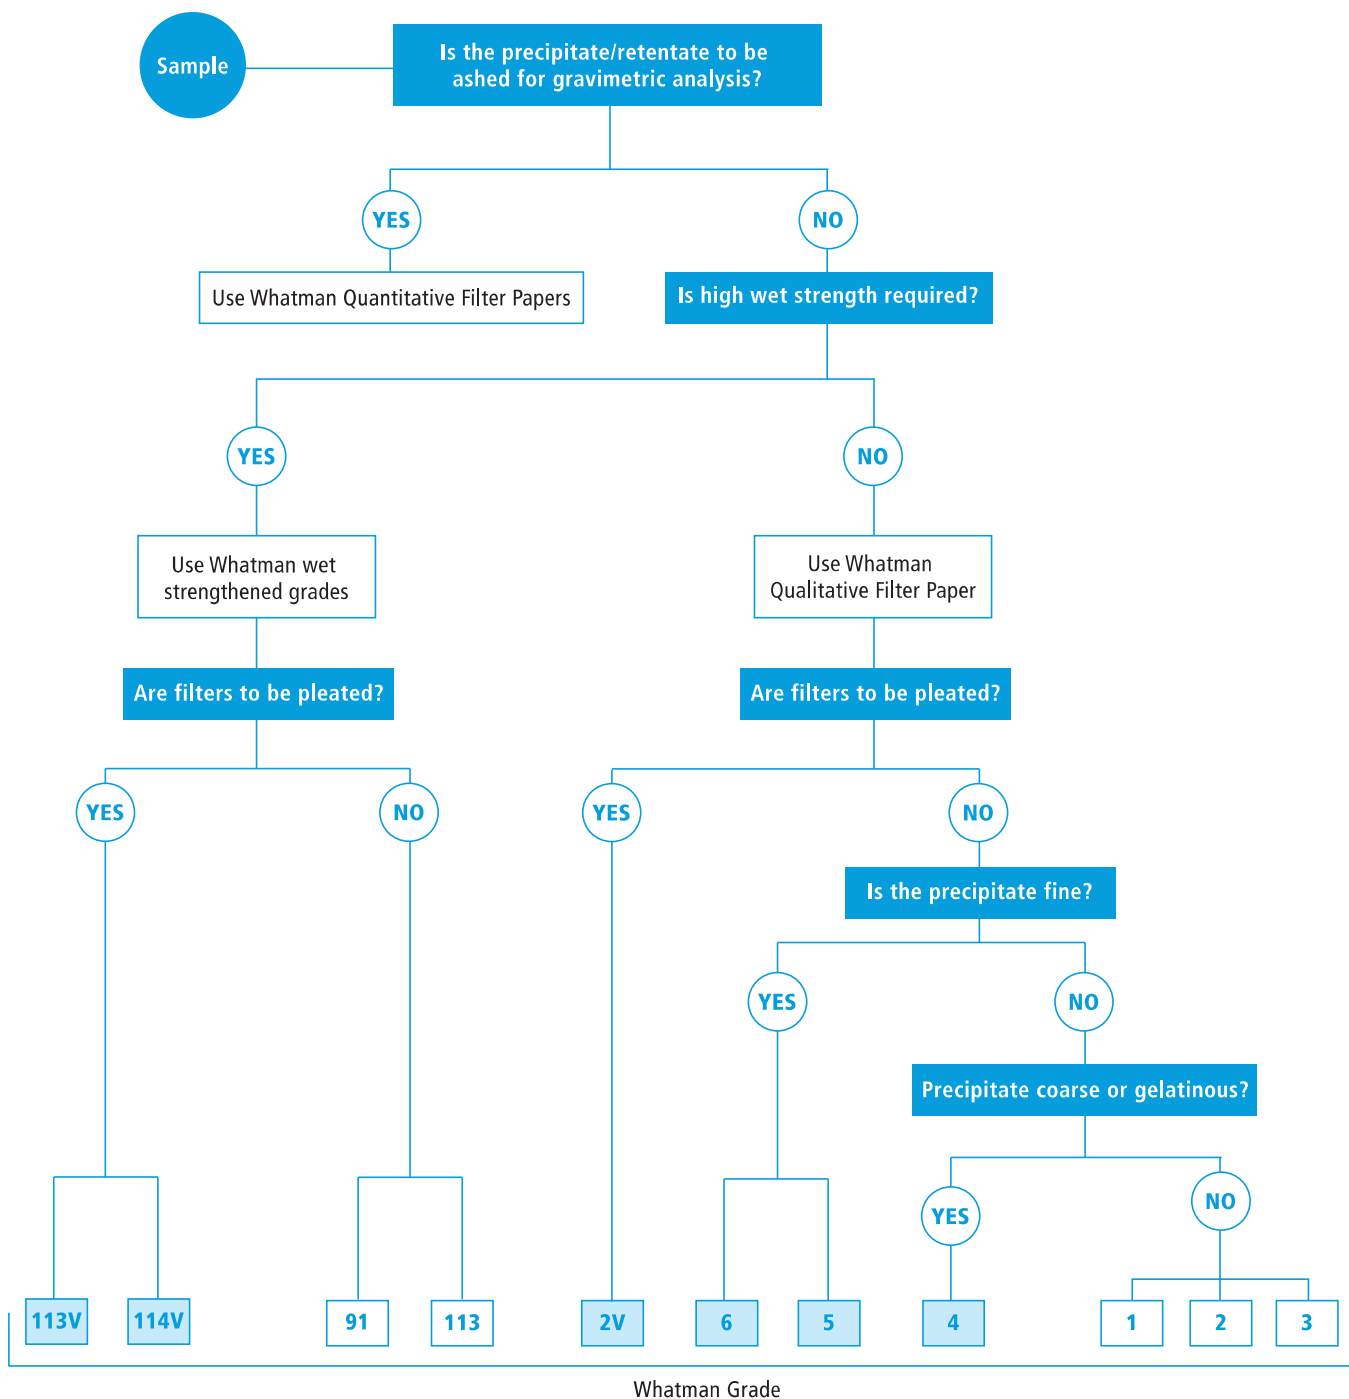 Sample
Is the precipitate/retentate to be
ashed for gravimetric analysis?
YES
NO
Use Whatman Quantitative Filter Papers
Is high wet strength required?
YES
NO
Use Whatman wet
strengthened grades
Use Whatman
Qualitative Filter Paper
Are filters to be pleated?
Are filters to be pleated?
YES
NO
YES
NO
Is the precipitate fine?
YES
NO
Precipitate coarse or gelatinous?
YES
NO
113V
114V
91
113
2V
6
5
4
1
2
3
Whatman Grade